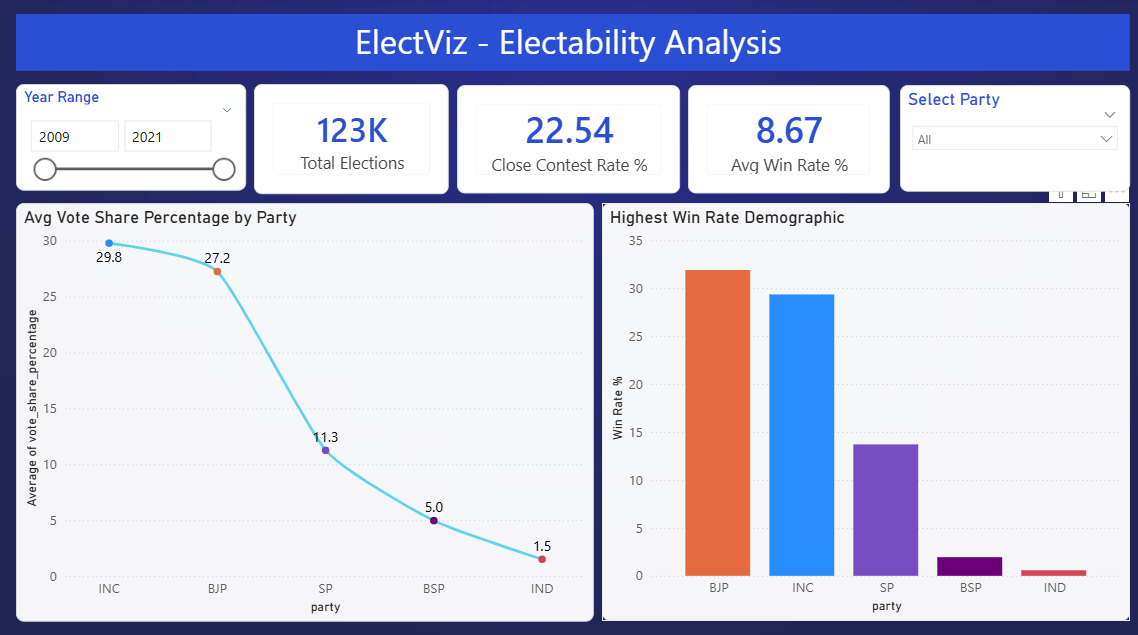 ElectViz - Electability Analysis
Year Range
2009
2021
123K
Total Elections
22.54
Close Contest Rate %
8.67
Avg Win Rate %
Select Party
All
Avg Vote Share Percentage by Party
Average of vote_share_percentage
30
25
20
15
10
5
0
29.8
27.2
11.3
5.0
1.5
INC BJP SP BSP IND
party
Highest Win Rate Demographic
Win Rate %
35
30
25
20
15
10
5
0
BJP INC SP BSP IND
party